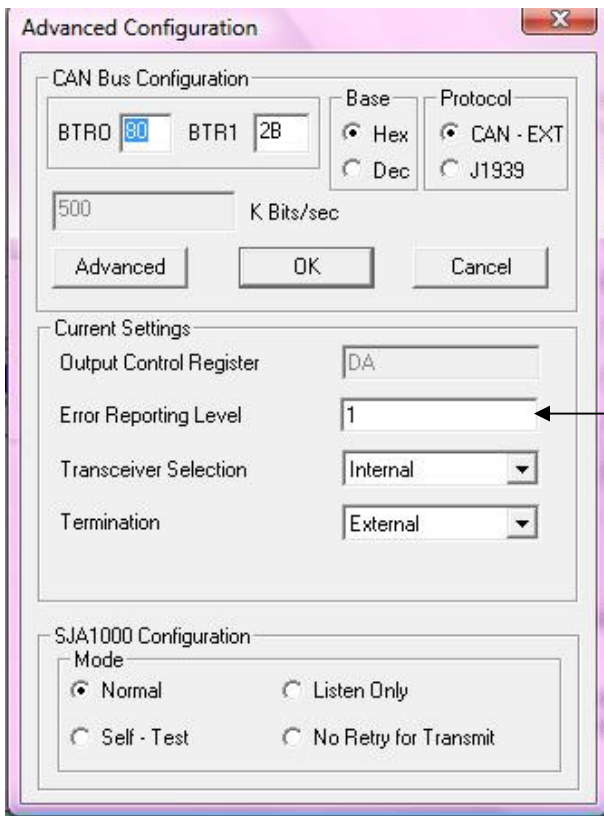 Advanced Configuration
CAN Bus Configuration
BTR0 80 BTR1 2B
Base
Hex
Dec
Protocol
CAN - EXT
J1939
500 K Bits/sec
Advanced OK Cancel
Current Settings
Output Control Register DA
Error Reporting Level 1
Transceiver Selection Internal
Termination External
SJA1000 Configuration
Mode
Normal Listen Only
Self - Test No Retry for Transmit